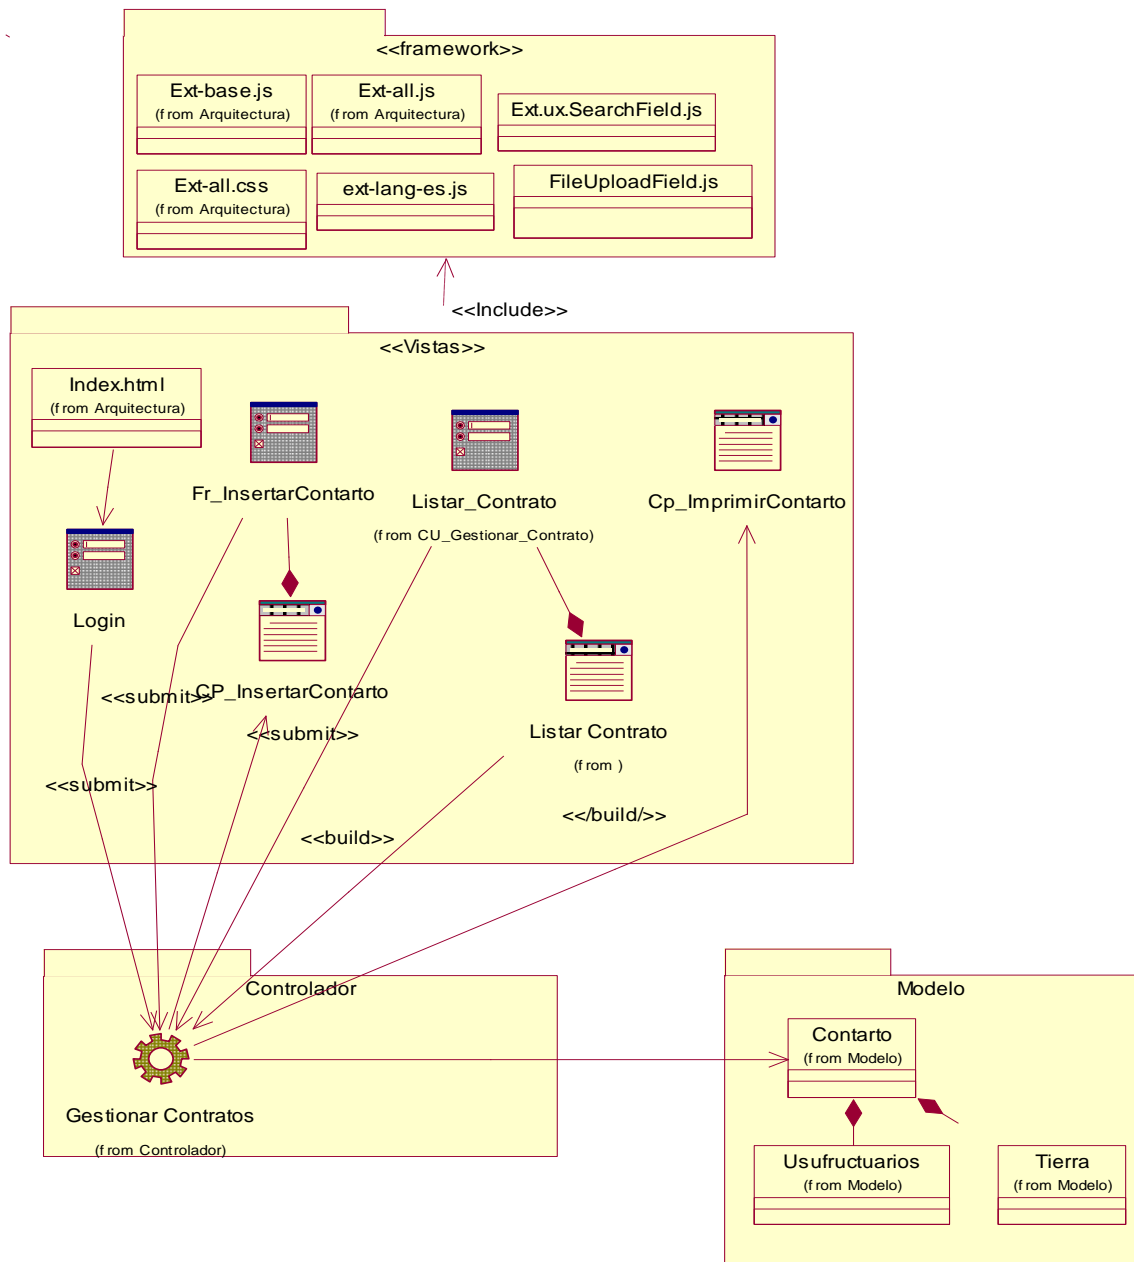 <<framework>>
Ext-base.js
(from Arquitectura)
Ext-all.js
(from Arquitectura)
Ext.ux.SearchField.js
Ext-all.css
(from Arquitectura)
ext-lang-es.js
FileUploadField.js
<<Include>>
<<Vistas>>
Index.html
(from Arquitectura)
Fr_InsertarContarto
Listar_Contrato
(from CU_Gestionar_Contrato)
Cp_ImprimirContarto
Login
CP_InsertarContarto
<<submit>>
<<submit>>
Listar Contrato
(from )
<<submit>>
<</build/>>
<<build>>
Controlador
Gestionar Contratos
(from Controlador)
Modelo
Contarto
(from Modelo)
Usufructuarios
(from Modelo)
Tierra
(from Modelo)